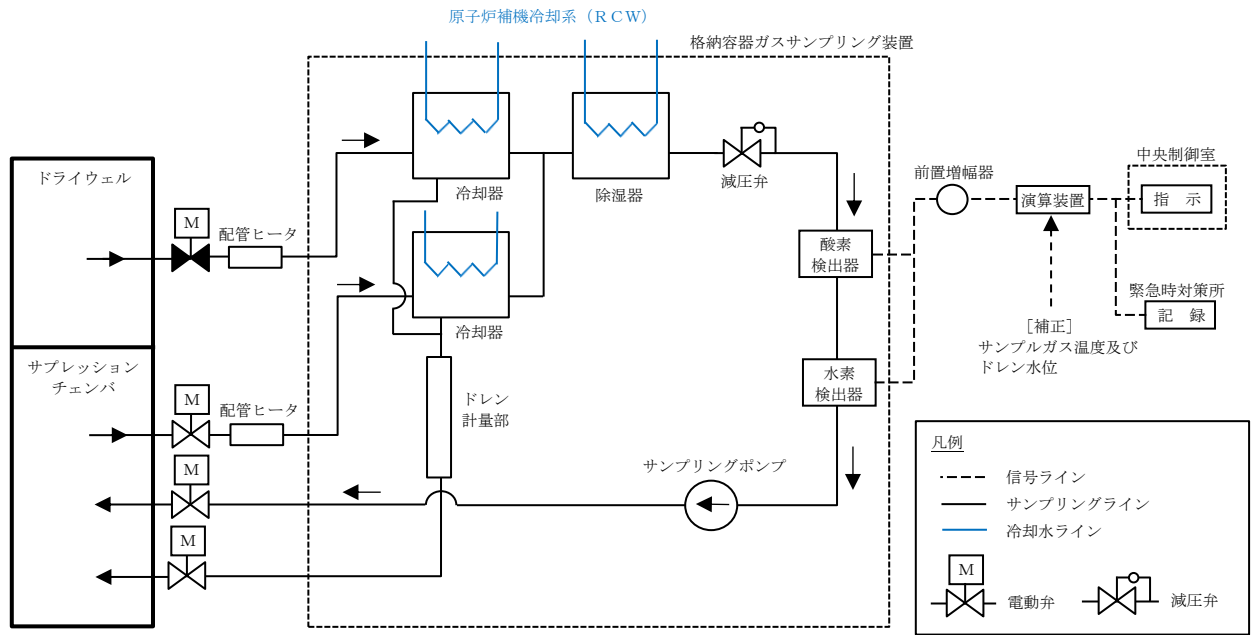 原子炉補機冷却系（ＲＣＷ）
格納容器ガスサンプリング装置
ドライウェル
M
配管ヒータ
冷却器
除湿器
減圧弁
冷却器
酸素
検出器
水素
検出器
前置増幅器
演算装置
中央制御室
指　示
緊急時対策所
記　録
［補正］
サンプルガス温度及び
ドレン水位
サプレッション
チェンバ
M
配管ヒータ
M
M
ドレン
計量部
サンプリングポンプ
凡例
信号ライン
サンプリングライン
冷却水ライン
M
電動弁
減圧弁